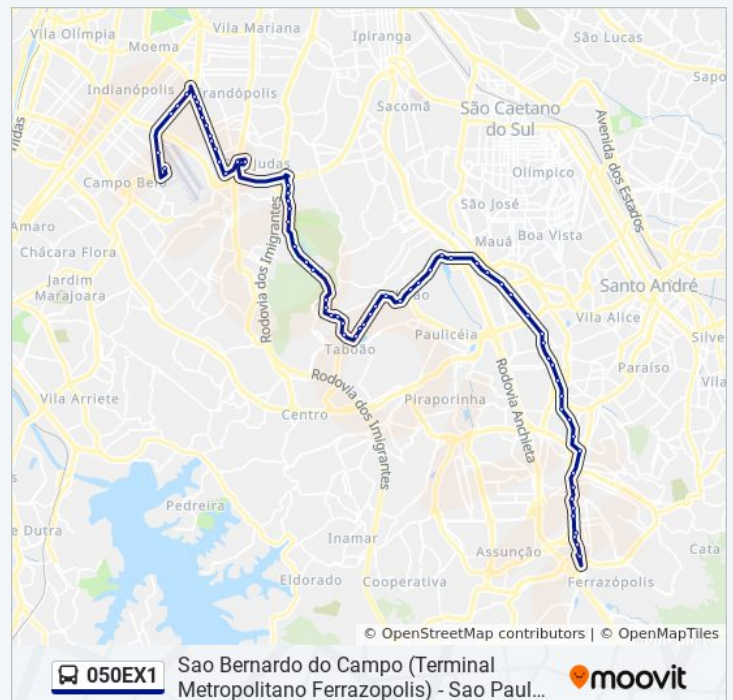 Vila Olímpia
Vila Mariana
Moema
Ipiranga
São Lucas
Indianópolis
irandópolis
Sapo
Sacomã
São Caetano
do Sul
Avenida dos Estados
Judas
Olímpico
Campo Belo
São José
Amaro
Mauá
Boa Vista
Chácara Flora
Rodovia dos Imigrantes
Santo André
Jardim
Marajoara
Vila Alice
Paulicéia
Silve
Taboão
Paraíso
Rodovia Anchieta
Vila
Vila Arriete
Rodovia dos Imigrantes
Piraporinha
Centro
Pedreira
e Dutra
Inamar
Assunção
Cata
Eldorado
Cooperativa
Ferrazópolis
© OpenStreetMap contributors | © OpenMapTiles
050EX1
Sao Bernardo do Campo (Terminal
Metropolitano Ferrazopolis) - Sao Paul...
moovit